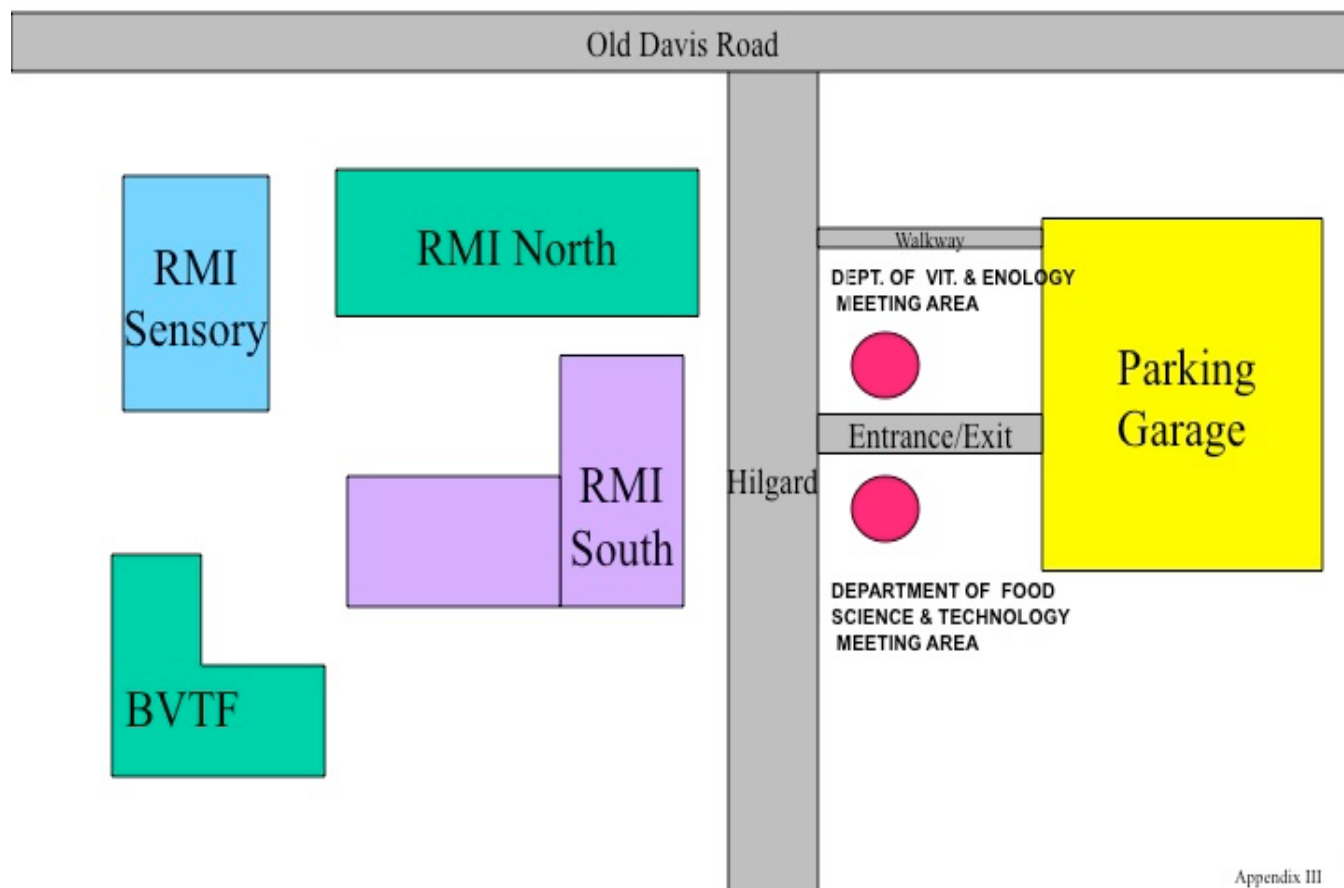 Old Davis Road
RMI
Sensory
RMI North
Walkway
DEPT. OF VIT. & ENOLOGY
MEETING AREA
Parking
Garage
Entrance/Exit
Hilgard
RMI
South
DEPARTMENT OF FOOD
SCIENCE & TECHNOLOGY
MEETING AREA
BVTF
Appendix III